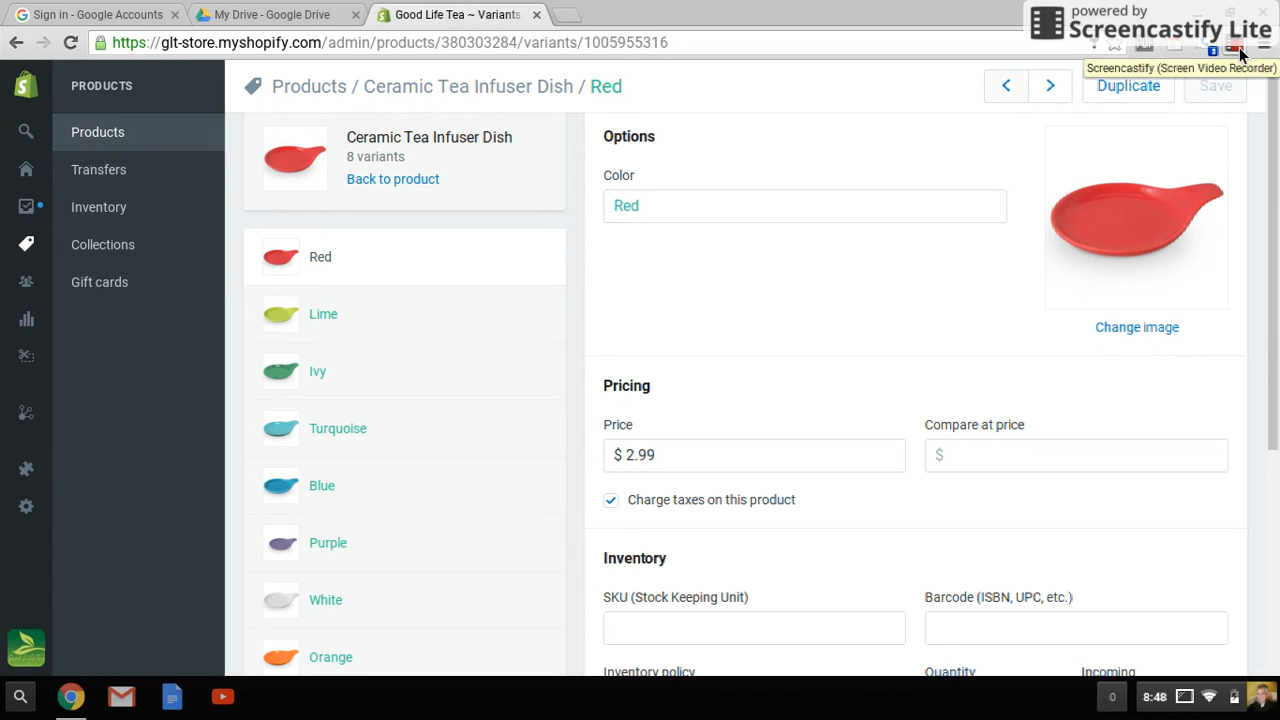 Sign in - Google Accounts
My Drive - Google Drive
Good Life Tea ~ Variants
powered by
Screencastify Lite
https://glt-store.myshopify.com/admin/products/380303284/variants/1005955316
Screencastify (Screen Video Recorder)
PRODUCTS
Products / Ceramic Tea Infuser Dish / Red
Duplicate
Save
Products
Transfers
Inventory
Collections
Gift cards
Ceramic Tea Infuser Dish
8 variants
Back to product
Red
Lime
Ivy
Turquoise
Blue
Purple
White
Orange
Options
Color
Red
Change image
Pricing
Price
Compare at price
$ 2.99
$
Charge taxes on this product
Inventory
SKU (Stock Keeping Unit)
Barcode (ISBN, UPC, etc.)
Inventory policy
Quantity
Incoming
0
8:48